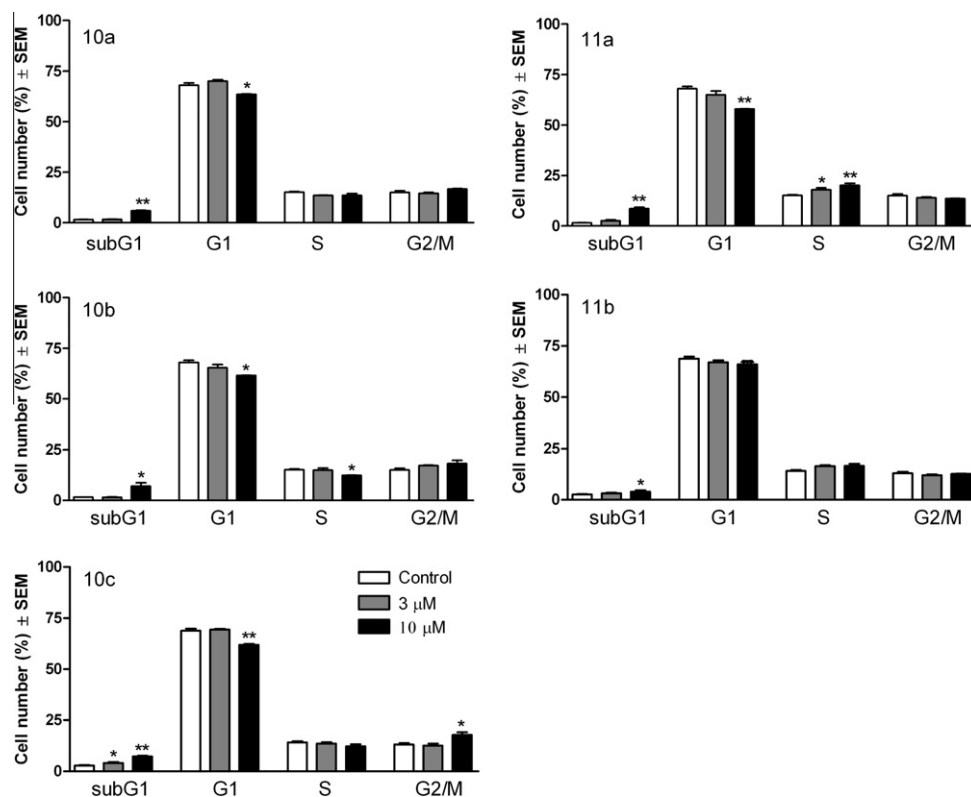 10a
Cell number (%) ± SEM
100
75
50
25
0
*
**
subG1 G1 S G2/M
11a
Cell number (%) ± SEM
100
75
50
25
0
**
* **
**
subG1 G1 S G2/M
10b
Cell number (%) ± SEM
100
75
50
25
0
*
* *
subG1 G1 S G2/M
11b
Cell number (%) ± SEM
100
75
50
25
0
*
subG1 G1 S G2/M
10c
Cell number (%) ± SEM
100
75
50
25
0
**
* ** *
subG1 G1 S G2/M
Control
3 μM
10 μM